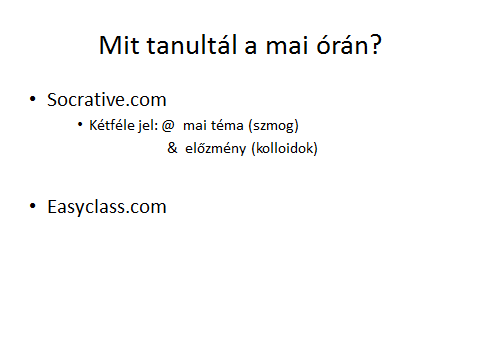 Mit tanultál a mai órán?
• Socrative.com
• Kétféle jel: @ mai téma (szmog)
& előzmény (kolloidok)
• Easyclass.com